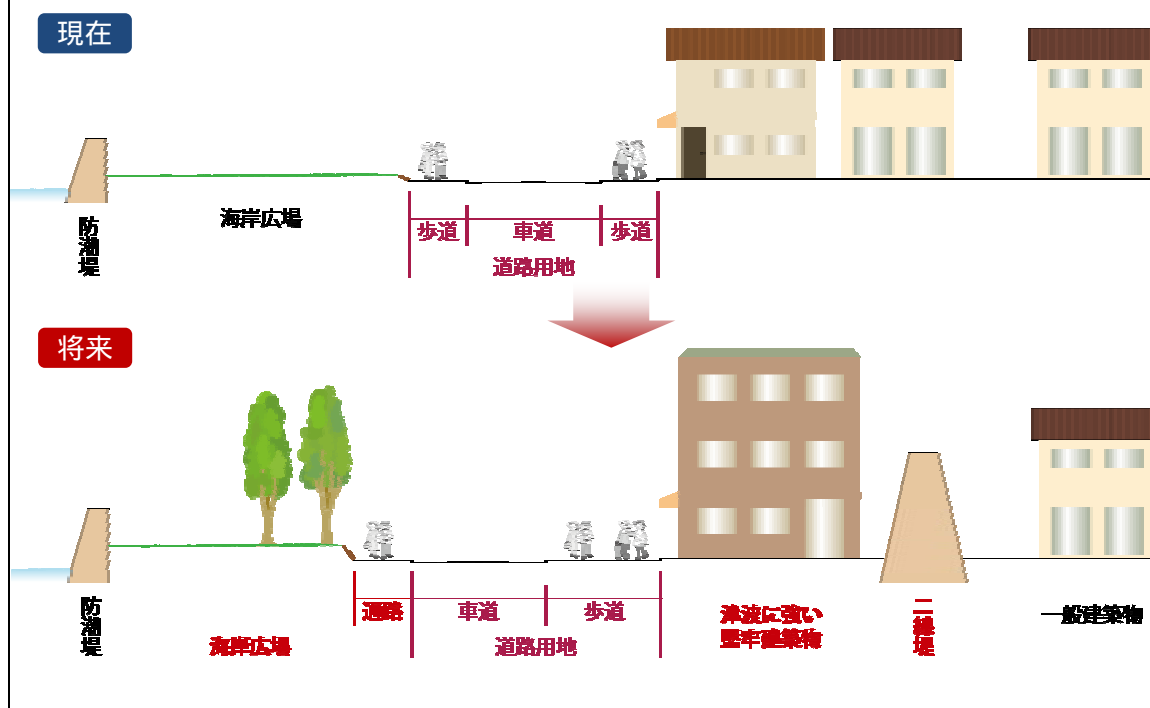 現在
防潮堤
海岸広場
歩道
車道
歩道
道路用地
将来
防潮堤
海岸広場
通路
車道
歩道
道路用地
津波に強い
堅牢建築物
二線堤
一般建築物